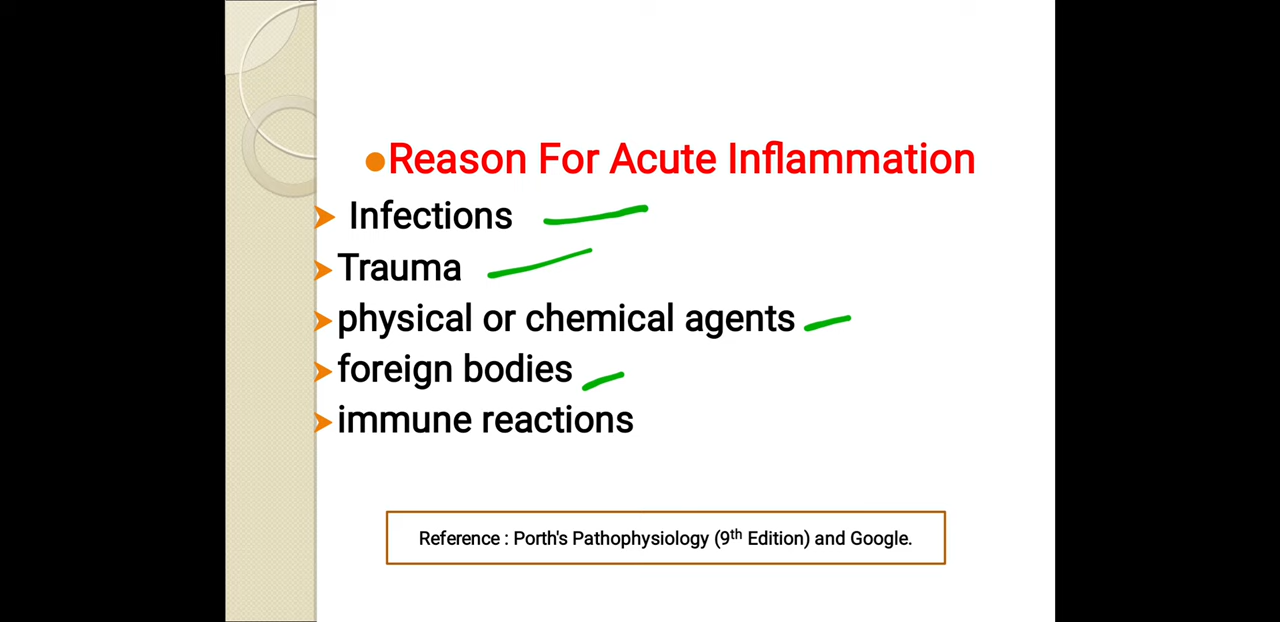 Reason For Acute Inflammation
Infections
Trauma
physical or chemical agents
foreign bodies
immune reactions
Reference : Porth's Pathophysiology (9th Edition) and Google.